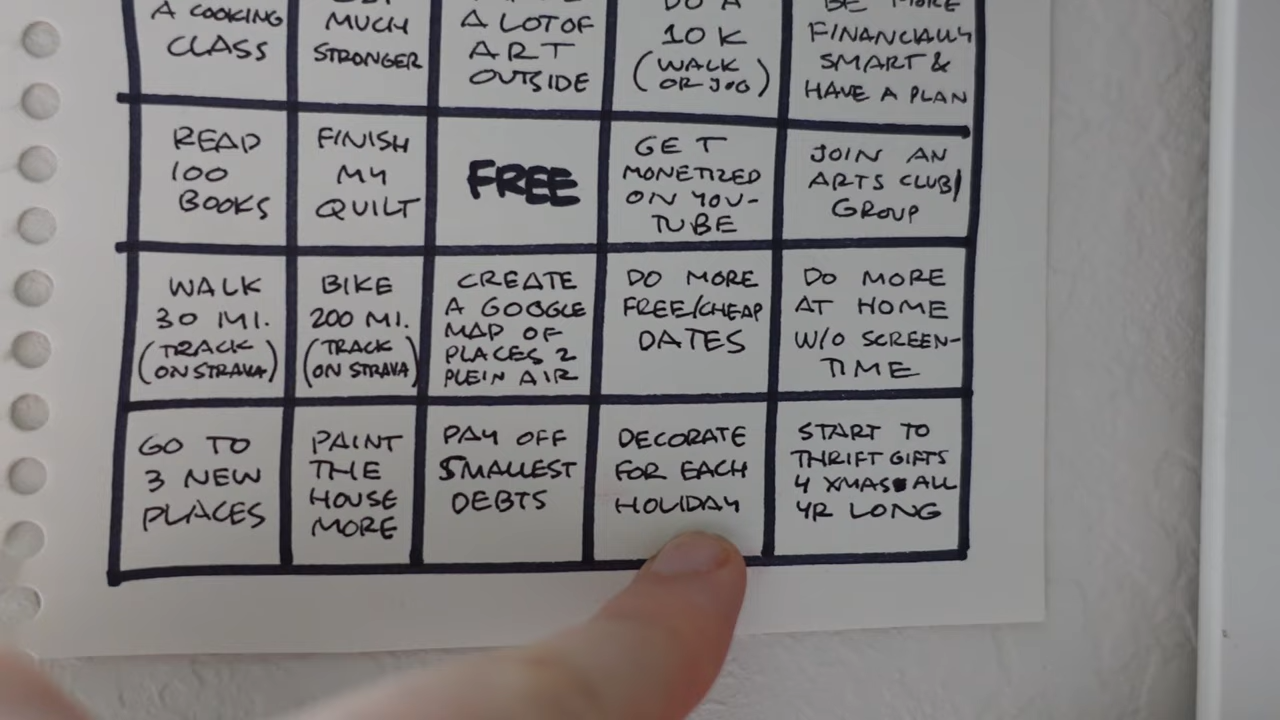 A COOKING
CLASS
MUCH
STRONGER
A LOT OF
ART
OUTSIDE
DO A
10 K
(WALK
OR JOG)
BE MORE
FINANCIALLY
SMART &
HAVE A PLAN
READ
100
BOOKS
FINISH
MY
QUILT
FREE
GET
MONETIZED
ON YOU-
TUBE
JOIN AN
ARTS CLUB/
GROUP
WALK
30 MI.
(TRACK
ON STRAVA)
BIKE
200 MI.
(TRACK
ON STRAVA)
CREATE
A GOOGLE
MAP OF
PLACES 2
PLEIN AIR
DO MORE
FREE/CHEAP
DATES
DO MORE
AT HOME
W/O SCREEN-
TIME
GO TO
3 NEW
PLACES
PAINT
THE
HOUSE
MORE
PAY OFF
SMALLEST
DEBTS
DECORATE
FOR EACH
HOLIDAY
START TO
THRIFT GIFTS
4 XMAS ALL
YR LONG